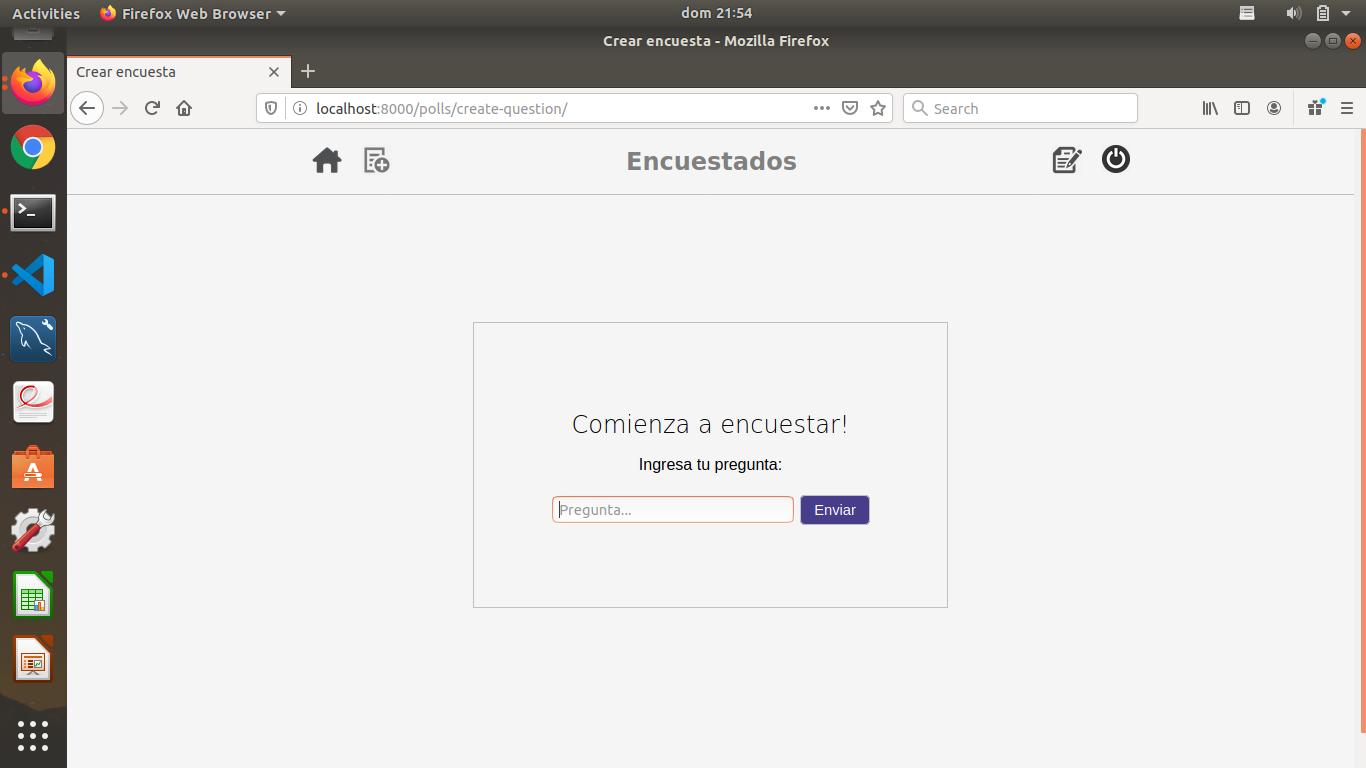 Activities Firefox Web Browser dom 21:54
Crear encuesta - Mozilla Firefox
Crear encuesta
localhost:8000/polls/create-question/ Search
Encuestados
Comienza a encuestar!
Ingresa tu pregunta:
Pregunta... Enviar